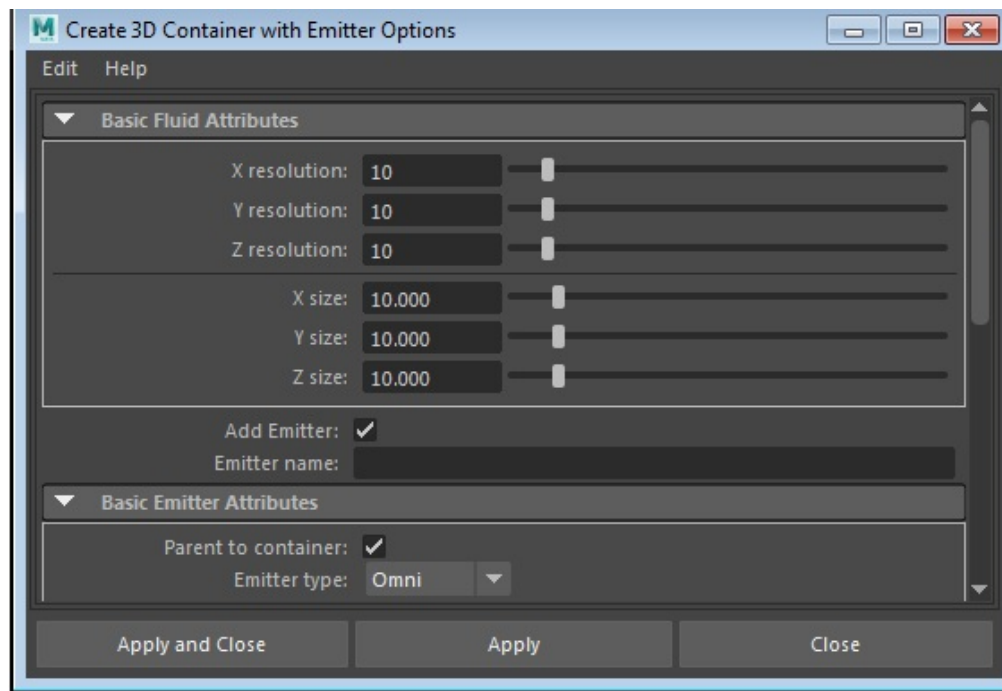 Create 3D Container with Emitter Options
Edit Help
Basic Fluid Attributes
X resolution: 10
Y resolution: 10
Z resolution: 10
X size: 10.000
Y size: 10.000
Z size: 10.000
Add Emitter:
Emitter name:
Basic Emitter Attributes
Parent to container:
Emitter type: Omni
Apply and Close Apply Close